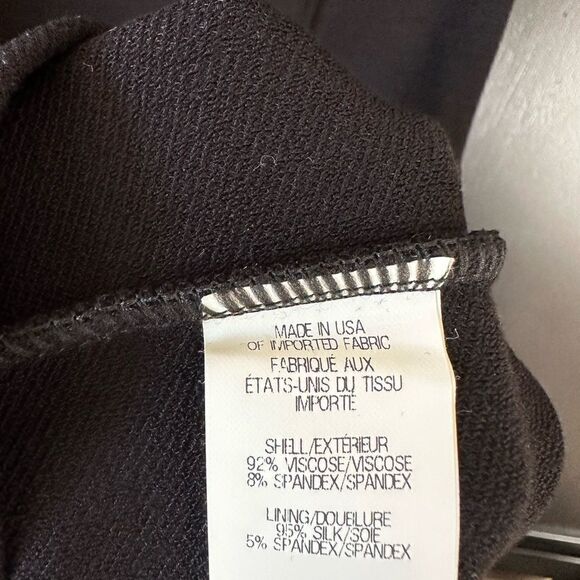 MADE IN USA
OF IMPORTED FABRIC
FABRIQUÉ AUX
ÉTATS-UNIS DU TISSU
IMPORTÉ
SHELL/EXTÉRIEUR
92% VISCOSE/VISCOSE
8% SPANDEX/SPANDEX
LINING/DOUBLURE
95% SILK/SOIE
5% SPANDEX/SPANDEX